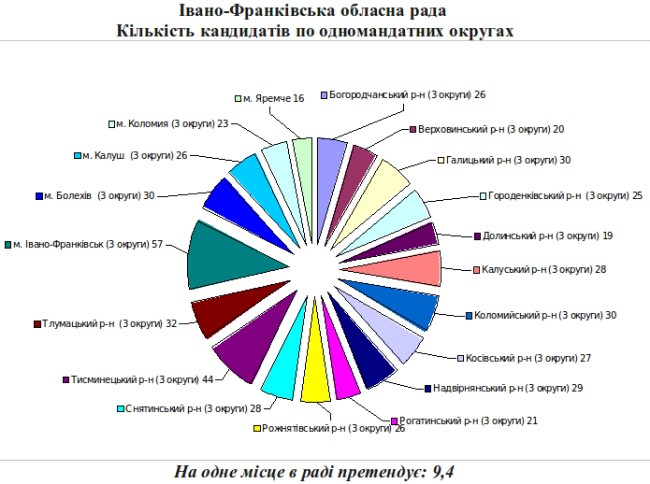 Івано-Франківська обласна рада
Кількість кандидатів по одномандатних округах
м. Яремче 16
Богородчанський р-н (3 округи) 26
Верховинський р-н (3 округи) 20
Галицький р-н (3 округи) 30
Городенківський р-н (3 округи) 25
Долинський р-н (3 округи) 19
Калуський р-н (3 округи) 28
Коломийський р-н (3 округи) 30
Косівський р-н (3 округи) 27
Надвірнянський р-н (3 округи) 29
Рогатинський р-н (3 округи) 21
Рожнятівський р-н (3 округи) 26
Снятинський р-н (3 округи) 28
Тисминецький р-н (3 округи) 44
Тлумацький р-н (3 округи) 32
м. Івано-Франківськ (3 округи) 57
м. Болехів (3 округи) 30
м. Калуш (3 округи) 26
м. Коломия (3 округи) 23
На одне місце в раді претендує: 9,4